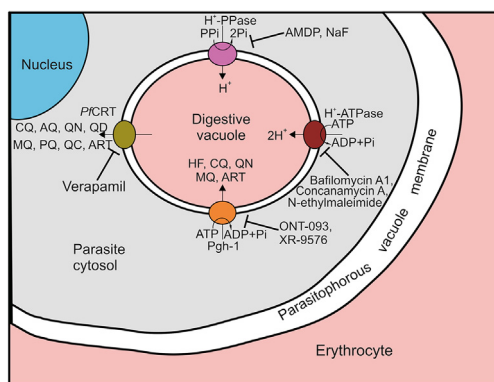 H⁺-PPase
PPi 2Pi
AMDP, NaF
H⁺
Nucleus
PfCRT
CQ, AQ, QN, QD
MQ, PQ, QC, ART
Verapamil
Digestive
vacuole
2H⁺
H⁺-ATPase
ATP
ADP+Pi
HF, CQ, QN
MQ, ART
Bafilomycin A1,
Concanamycin A,
N-ethylmaleimide
ATP ADP+Pi
Pgh-1
ONT-093,
XR-9576
Parasite
cytosol
Parasitophorous vacuole membrane
Erythrocyte